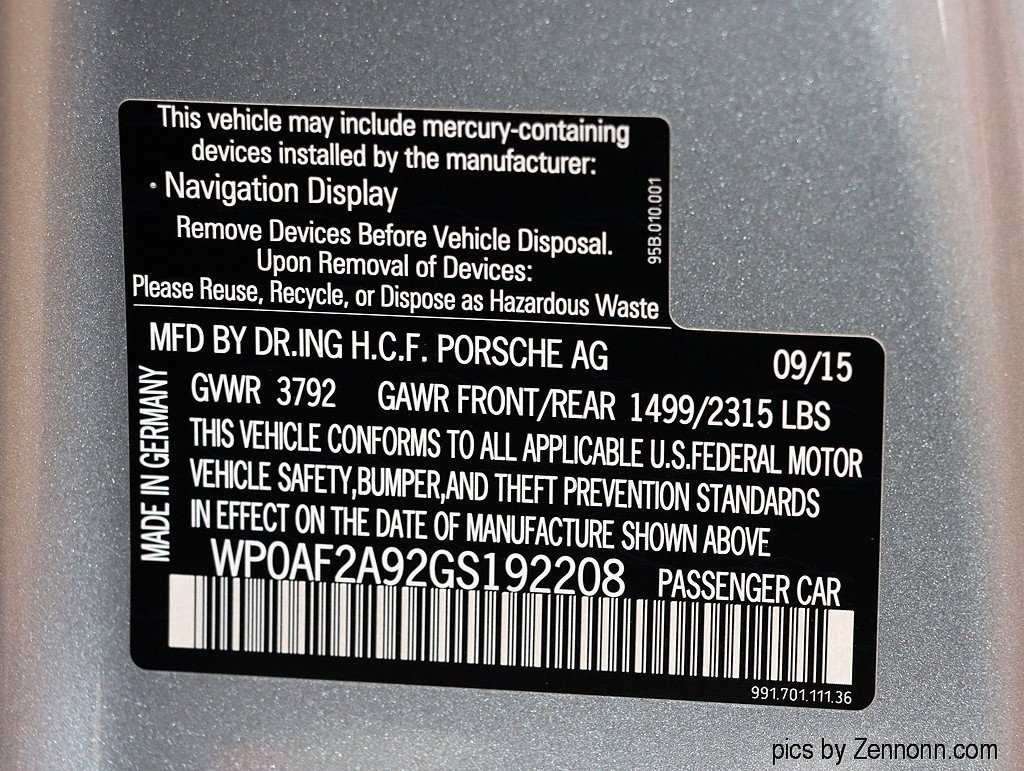 This vehicle may include mercury-containing
devices installed by the manufacturer:
· Navigation Display
Remove Devices Before Vehicle Disposal.
Upon Removal of Devices:
Please Reuse, Recycle, or Dispose as Hazardous Waste
95B.010.001
MFD BY DR.ING H.C.F. PORSCHE AG 09/15
GVWR 3792 GAWR FRONT/REAR 1499/2315 LBS
MADE IN GERMANY
THIS VEHICLE CONFORMS TO ALL APPLICABLE U.S.FEDERAL MOTOR
VEHICLE SAFETY,BUMPER,AND THEFT PREVENTION STANDARDS
IN EFFECT ON THE DATE OF MANUFACTURE SHOWN ABOVE
WP0AF2A92GS192208 PASSENGER CAR
991.701.111.36
pics by Zennonn.com